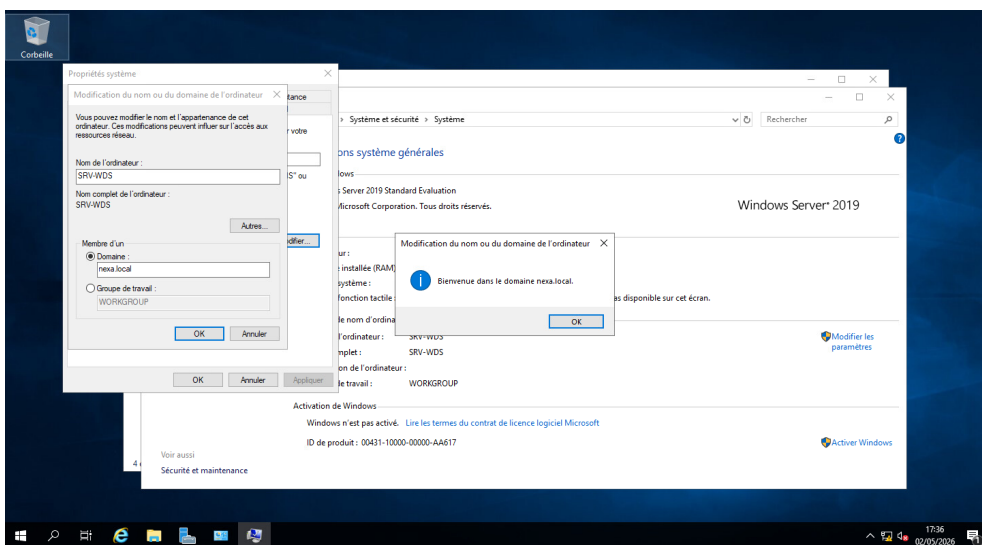 Corbeille
Propriétés système
Modification du nom ou du domaine de l'ordinateur
Vous pouvez modifier le nom et l'appartenance de cet
ordinateur. Ces modifications peuvent influer sur l'accès aux
ressources réseau.
Nom de l'ordinateur :
SRV-WDS
Nom complet de l'ordinateur :
SRV-WDS
Autres...
Membre d'un
Domaine :
nexa.local
Groupe de travail :
WORKGROUP
OK Annuler
OK Annuler Appliquer
tance
r votre
IS" ou
odifier...
> Système et sécurité > Système
Rechercher
ons système générales
dows
s Server 2019 Standard Evaluation
Microsoft Corporation. Tous droits réservés.
Windows Server® 2019
ur :
e installée (RAM)
système :
fonction tactile :
as disponible sur cet écran.
Modification du nom ou du domaine de l'ordinateur
Bienvenue dans le domaine nexa.local.
OK
de nom d'ordina
l'ordinateur : SRV-WDS
mplet : SRV-WDS
on de l'ordinateur :
de travail : WORKGROUP
Modifier les
paramètres
Activation de Windows
Windows n'est pas activé. Lire les termes du contrat de licence logiciel Microsoft
ID de produit : 00431-10000-00000-AA617
Activer Windows
Voir aussi
Sécurité et maintenance
4
17:36
02/05/2026